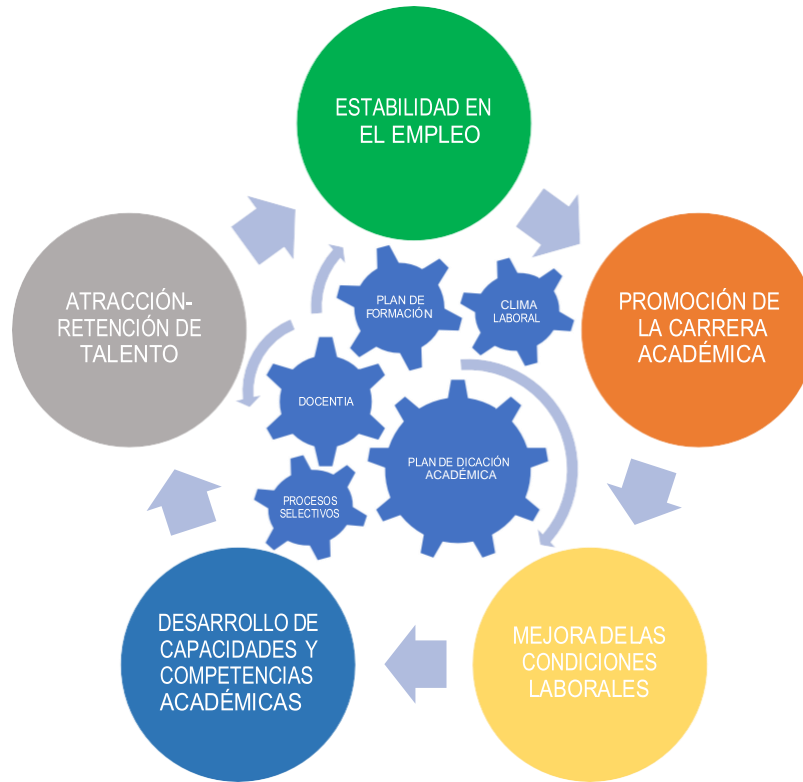 ESTABILIDAD EN
EL EMPLEO
ATRACCIÓN-
RETENCIÓN DE
TALENTO
PLAN DE
FORMACIÓN
CLIMA
LABORAL
PROMOCIÓN DE
LA CARRERA
ACADÉMICA
DOCENTIA
PLAN DE DICACIÓN
ACADÉMICA
PROCESOS
SELECTIVOS
DESARROLLO DE
CAPACIDADES Y
COMPETENCIAS
ACADÉMICAS
MEJORA DE LAS
CONDICIONES
LABORALES